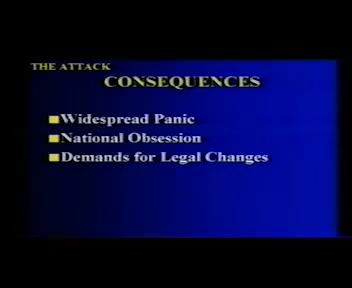 THE ATTACK
CONSEQUENCES
Widespread Panic
National Obsession
Demands for Legal Changes